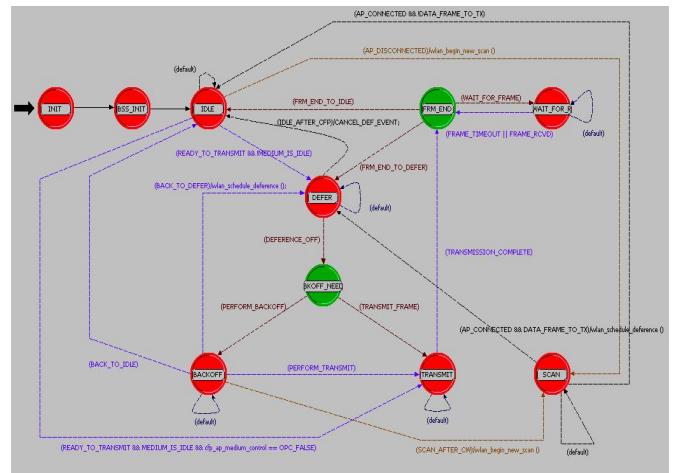 (AP_CONNECTED && !DATA_FRAME_TO_TX)
(AP_DISCONNECTED)/wlan_begin_new_scan ()
(default)
(FRM_END_TO_IDLE)
(WAIT_FOR_FRAME)
INIT
BSS_INIT
IDLE
FRM_END
WAIT_FOR_R
(IDLE_AFTER_CFP)/CANCEL_DEF_EVENT;
(FRAME_TIMEOUT || FRAME_RCVD)
(default)
(READY_TO_TRANSMIT && !MEDIUM_IS_IDLE)
(FRM_END_TO_DEFER)
(BACK_TO_DEFER)/wlan_schedule_deference ();
DEFER
(default)
(DEFERENCE_OFF)
(TRANSMISSION_COMPLETE)
BKOFF_NEED
(PERFORM_BACKOFF)
(TRANSMIT_FRAME)
(AP_CONNECTED && DATA_FRAME_TO_TX)/wlan_schedule_deference ()
(BACK_TO_IDLE)
(PERFORM_TRANSMIT)
BACKOFF
TRANSMIT
SCAN
(default)
(default)
(default)
(READY_TO_TRANSMIT && MEDIUM_IS_IDLE && cfp_ap_medium_control == OPC_FALSE)
(SCAN_AFTER_CW)/wlan_begin_new_scan ()